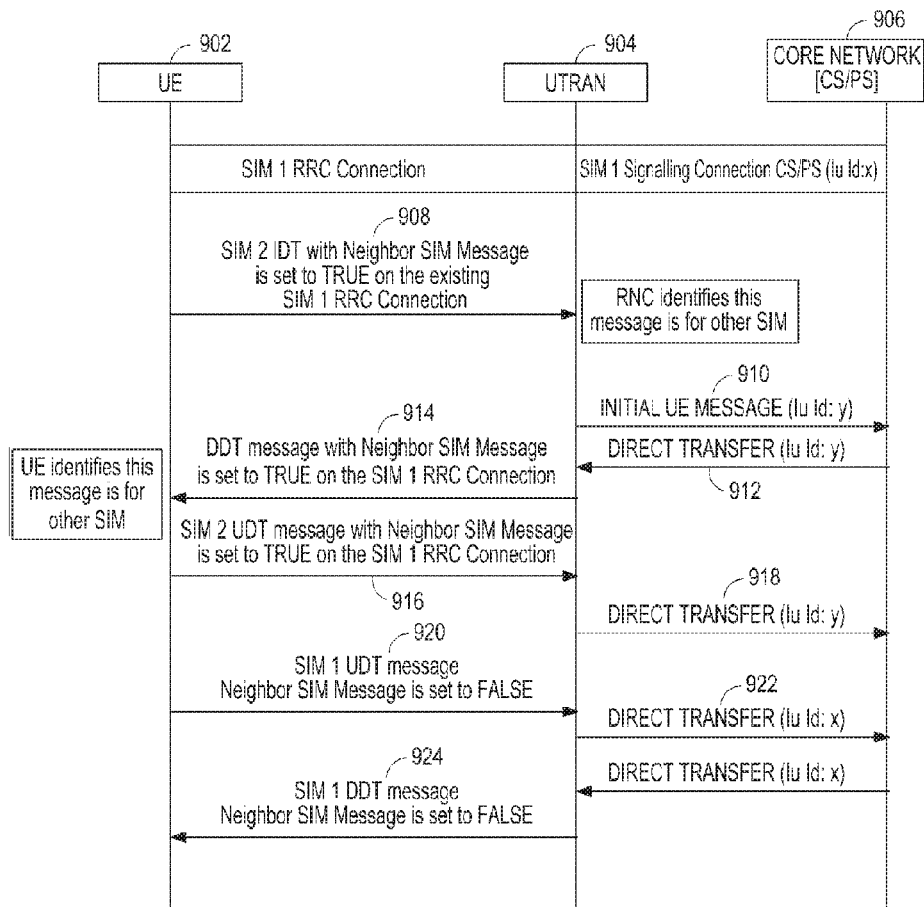 902
904
906
UE
UTRAN
CORE NETWORK
[CS/PS]
SIM 1 RRC Connection
SIM 1 Signalling Connection CS/PS (Iu Id:x)
908
SIM 2 IDT with Neighbor SIM Message
is set to TRUE on the existing
SIM 1 RRC Connection
RNC identifies this
message is for other SIM
910
INITIAL UE MESSAGE (Iu Id: y)
914
DDT message with Neighbor SIM Message
is set to TRUE on the SIM 1 RRC Connection
DIRECT TRANSFER (Iu Id: y)
912
UE identifies this
message is for
other SIM
SIM 2 UDT message with Neighbor SIM Message
is set to TRUE on the SIM 1 RRC Connection
916
918
DIRECT TRANSFER (Iu Id: y)
920
SIM 1 UDT message
Neighbor SIM Message is set to FALSE
922
DIRECT TRANSFER (Iu Id: x)
924
SIM 1 DDT message
Neighbor SIM Message is set to FALSE
DIRECT TRANSFER (Iu Id: x)